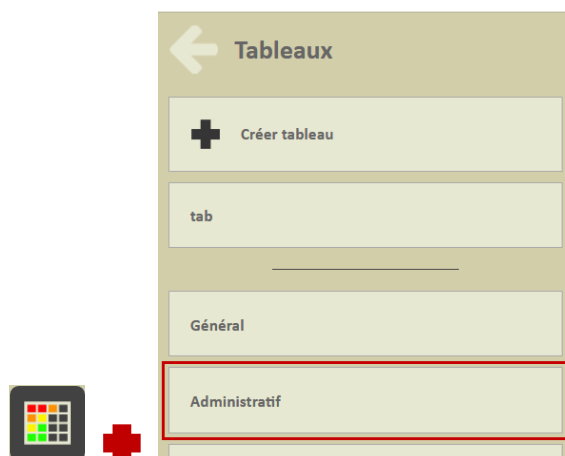 Tableaux
Créer tableau
tab
Général
Administratif